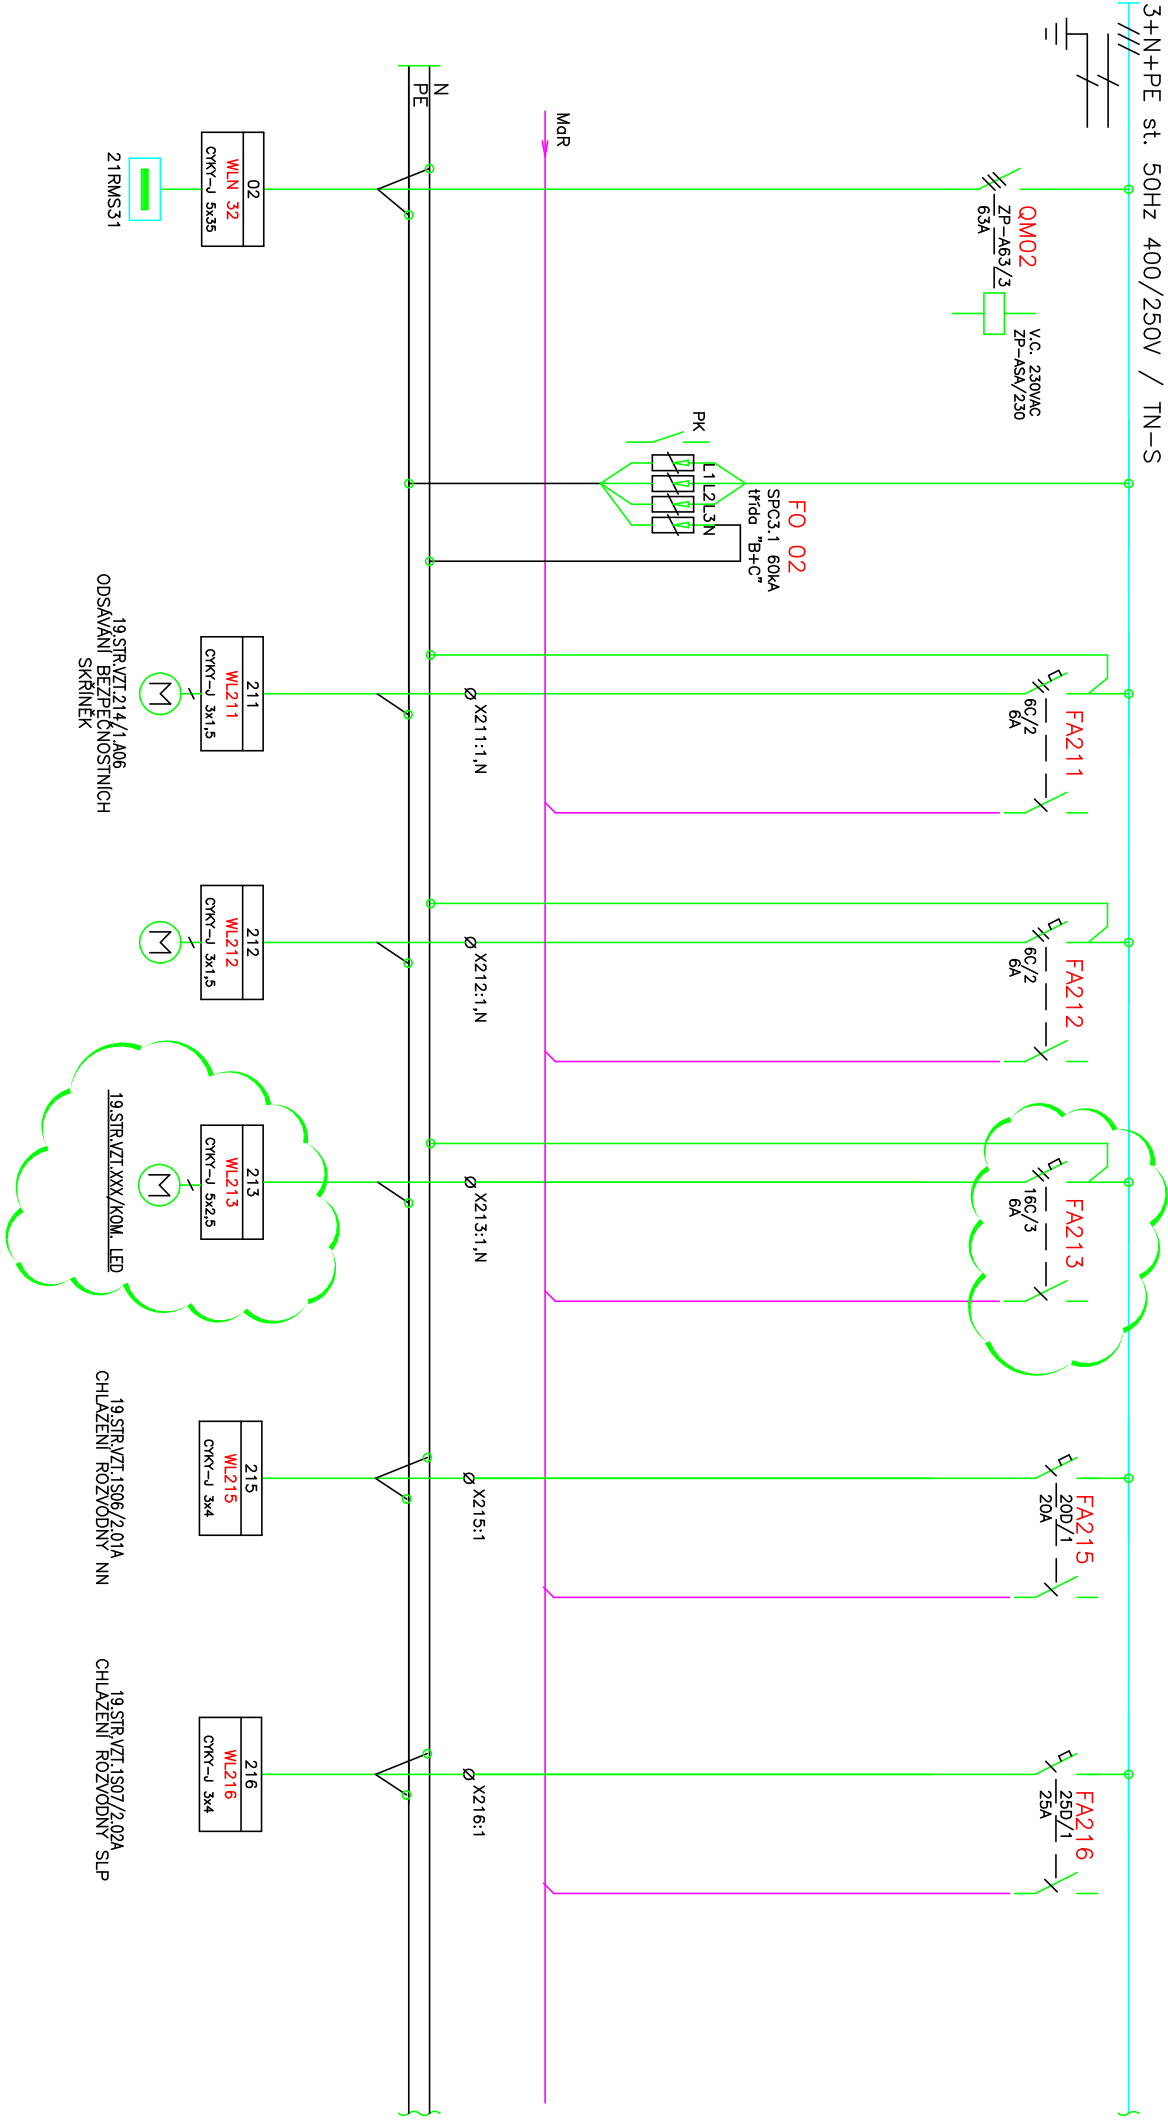 3+N+PE st. 50Hz 400/250V / TN-S
QM02
ZP-A63/3
63A
V.C. 230VAC
ZP-ASA/230
FO 02
SPC3.1 60kA
třída "B+C"
PK
L1 L2 L3 N
FA211
6C/2
6A
FA212
6C/2
6A
FA213
16C/3
6A
FA215
20D/1
20A
FA216
25D/1
25A
MaR
N
PE
X211:1,N
X212:1,N
X213:1,N
X215:1
X216:1
02
WLN 32
CYKY-J 5x35
21RMS31
211
WL211
CYKY-J 3x1,5
M
19.STR.VZT.214/1.A06
ODSÁVÁNÍ BEZPEČNOSTNÍCH
SKŘÍNĚK
212
WL212
CYKY-J 3x1,5
M
213
WL213
CYKY-J 5x2,5
M
19.STR.VZT.XXX/KOM. LED
215
WL215
CYKY-J 3x4
19.STR.VZT.1S06/2.01A
CHLAZENÍ ROZVODNY NN
216
WL216
CYKY-J 3x4
19.STR.VZT.1S07/2.02A
CHLAZENÍ ROZVODNY SLP